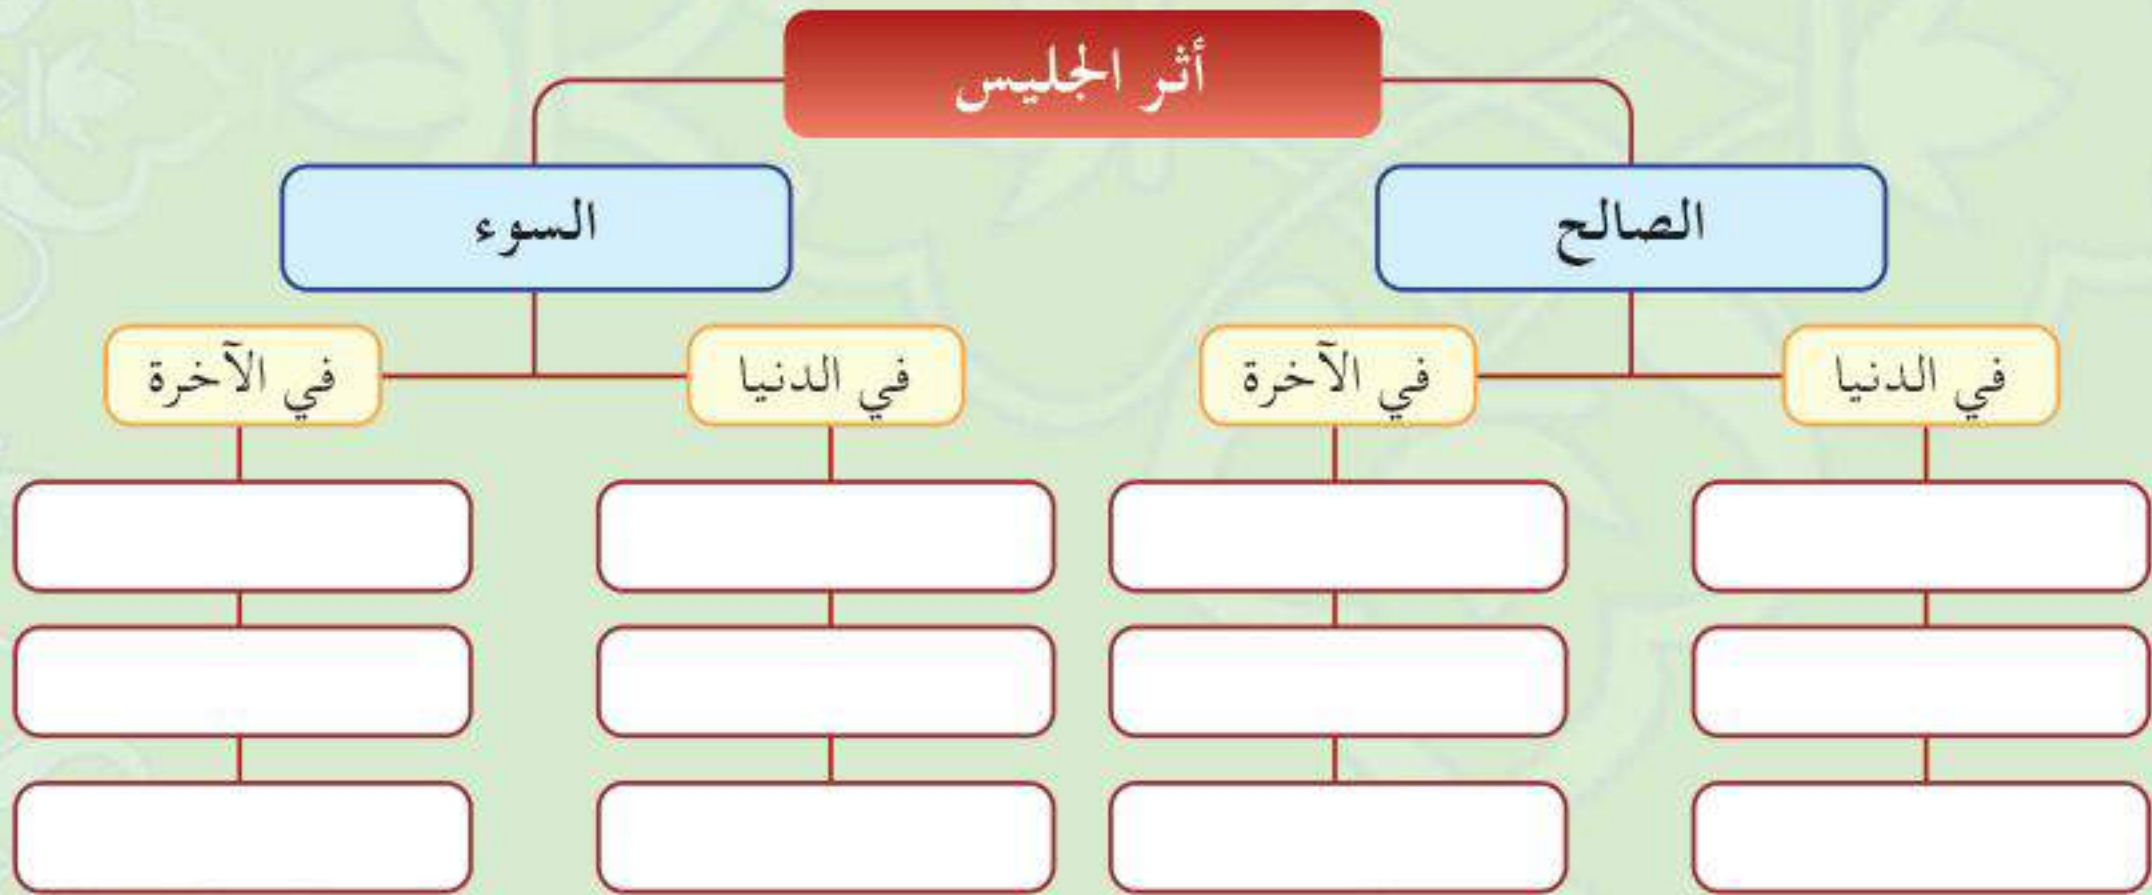 أثر الجليس
الصالح
السوء
في الدنيا
في الآخرة
في الدنيا
في الآخرة